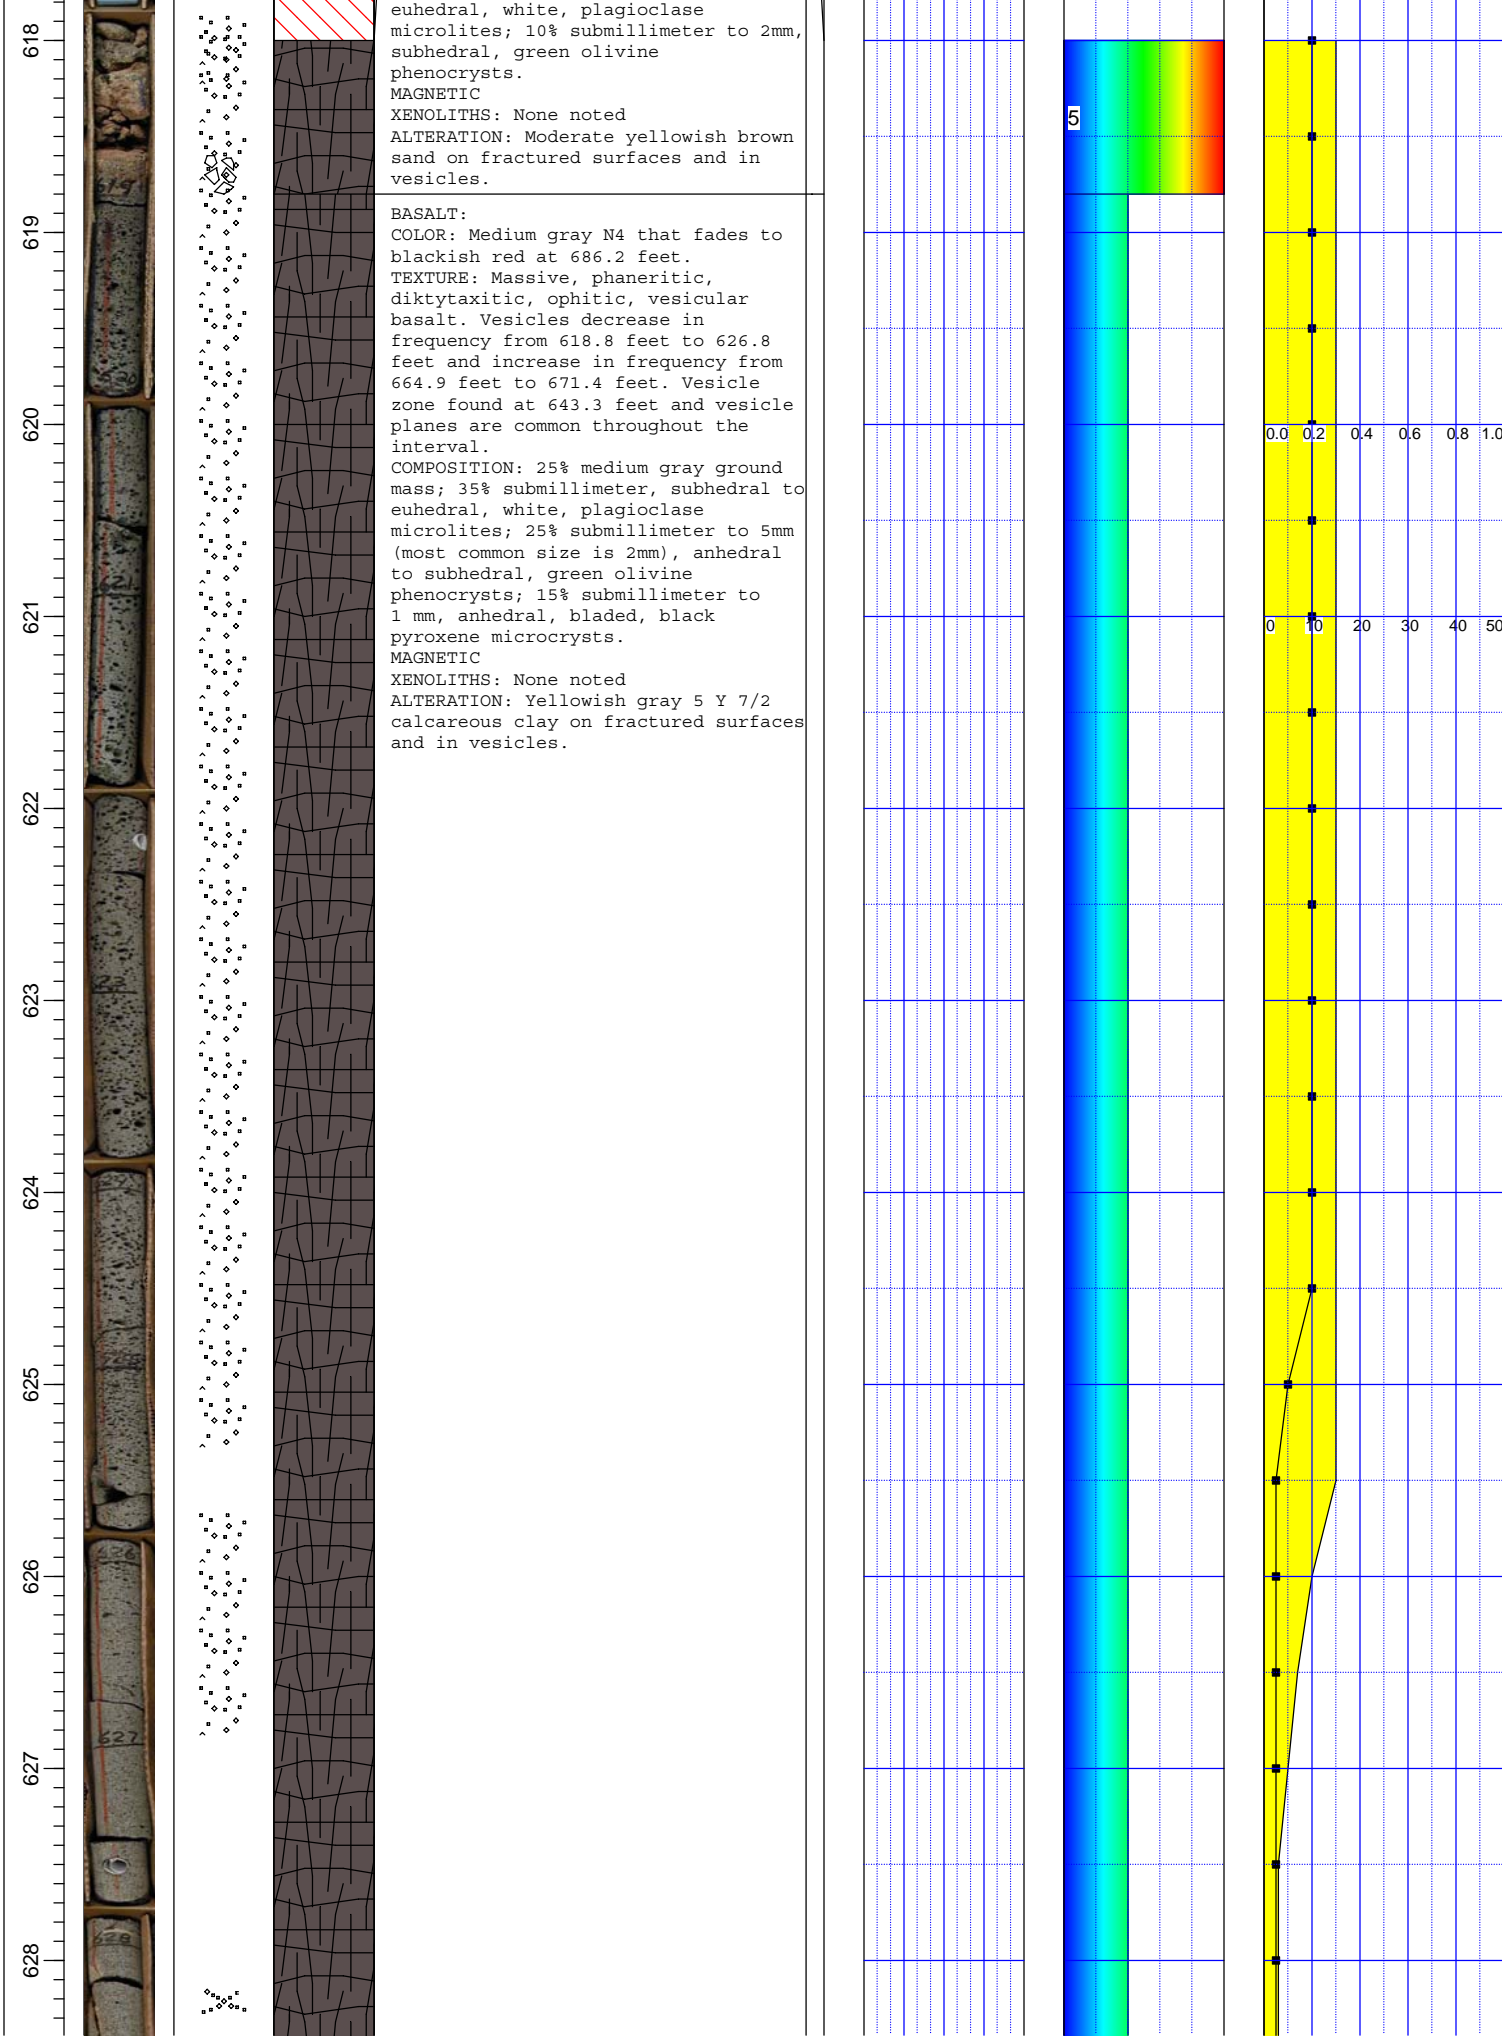 euhedral, white, plagioclase
microlites; 10% submillimeter to 2mm,
subhedral, green olivine
phenocrysts.
MAGNETIC
XENOLITHS: None noted
ALTERATION: Moderate yellowish brown
sand on fractured surfaces and in
vesicles.
BASALT:
COLOR: Medium gray N4 that fades to
blackish red at 686.2 feet.
TEXTURE: Massive, phaneritic,
diktytaxitic, ophitic, vesicular
basalt. Vesicles decrease in
frequency from 618.8 feet to 626.8
feet and increase in frequency from
664.9 feet to 671.4 feet. Vesicle
zone found at 643.3 feet and vesicle
planes are common throughout the
interval.
COMPOSITION: 25% medium gray ground
mass; 35% submillimeter, subhedral to
euhedral, white, plagioclase
microlites; 25% submillimeter to 5mm
(most common size is 2mm), anhedral
to subhedral, green olivine
phenocrysts; 15% submillimeter to
1 mm, anhedral, bladed, black
pyroxene microcrysts.
MAGNETIC
XENOLITHS: None noted
ALTERATION: Yellowish gray 5 Y 7/2
calcareous clay on fractured surfaces
and in vesicles.
618
619
620
621
622
623
624
625
626
627
628
619
621
626
627
628
5
0.0 0.2 0.4 0.6 0.8 1.0
0 10 20 30 40 50